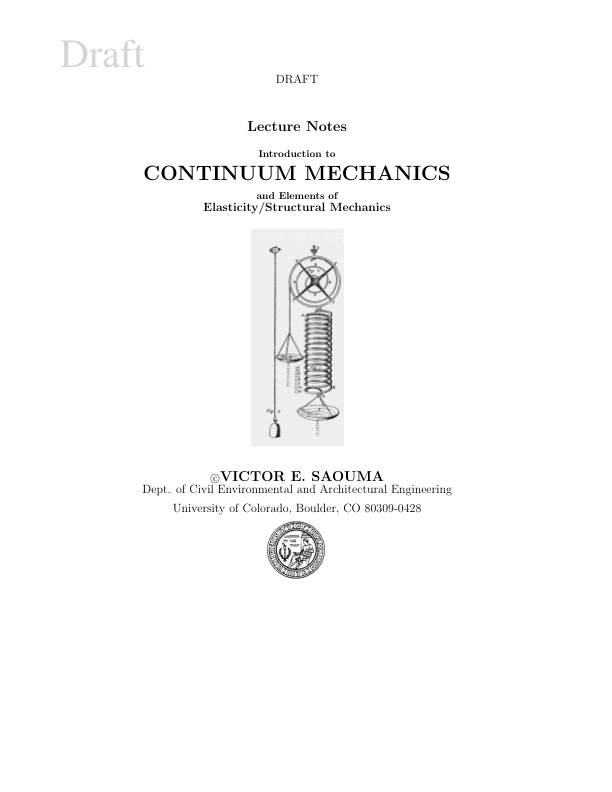 Draft
DRAFT
Lecture Notes
Introduction to
CONTINUUM MECHANICS
and Elements of
Elasticity/Structural Mechanics
©VICTOR E. SAOUMA
Dept. of Civil Environmental and Architectural Engineering
University of Colorado, Boulder, CO 80309-0428